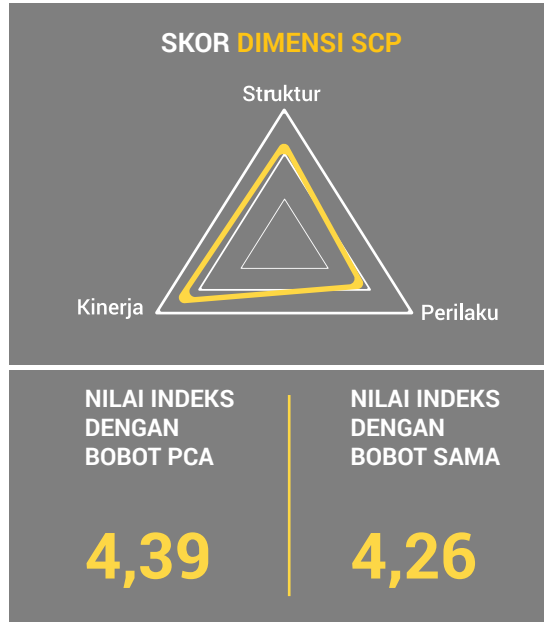 SKOR DIMENSI SCP
Struktur
Kinerja
Perilaku
NILAI INDEKS
DENGAN
BOBOT PCA
4,39
NILAI INDEKS
DENGAN
BOBOT SAMA
4,26